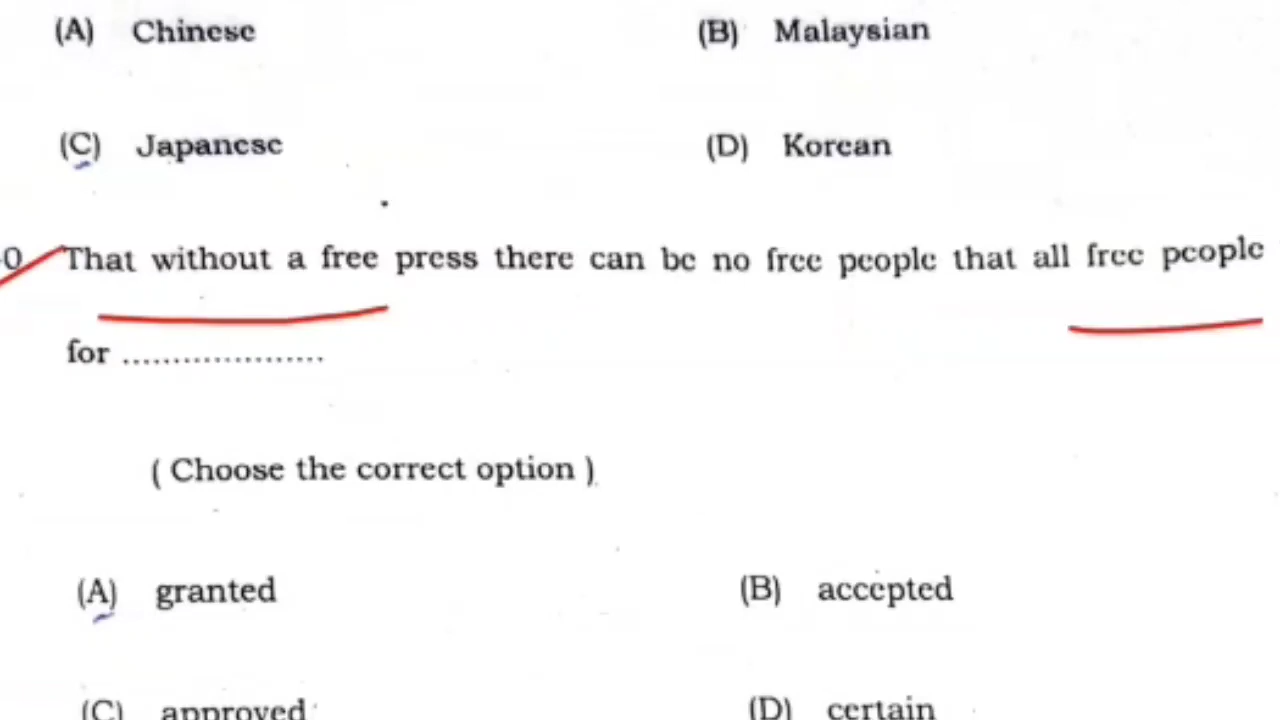 (A) Chinese (B) Malaysian
(C) Japanese (D) Korean
0 That without a free press there can be no free people that all free people
for ....................
( Choose the correct option )
(A) granted (B) accepted
(C) approved (D) certain